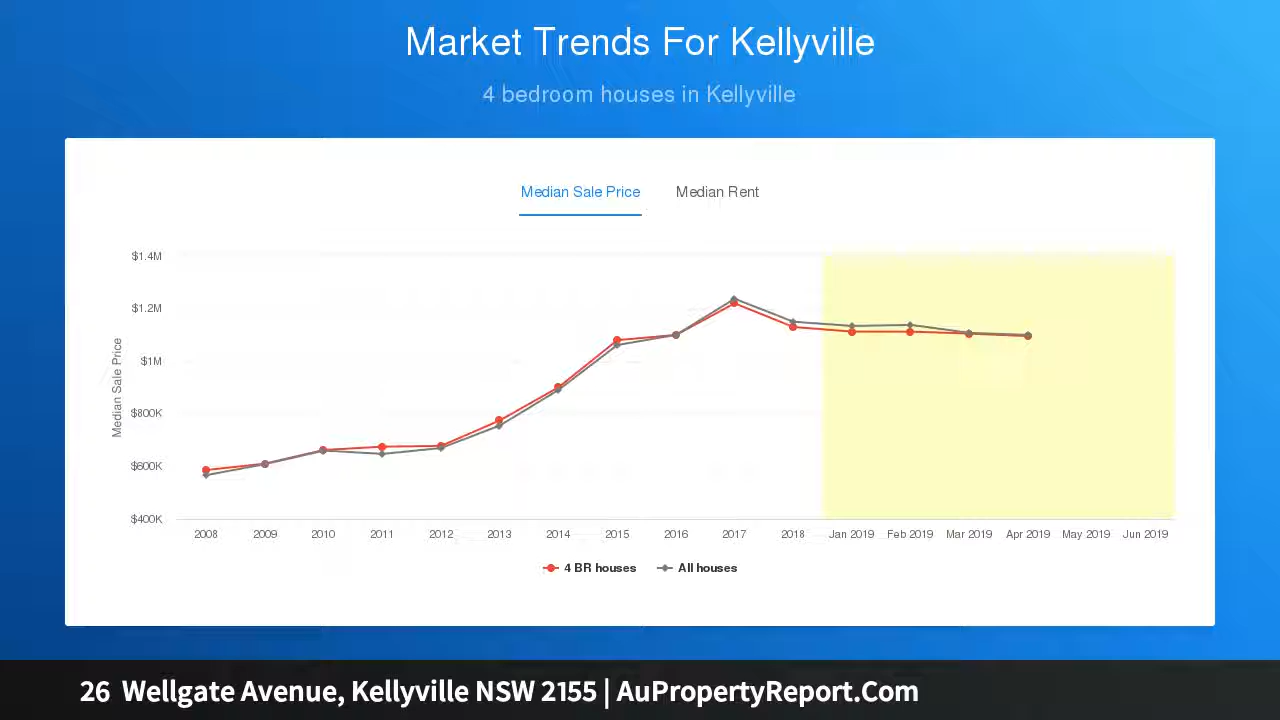 Market Trends For Kellyville
4 bedroom houses in Kellyville
Median Sale Price Median Rent
Median Sale Price
$1.4M
$1.2M
$1M
$800K
$600K
$400K
2008 2009 2010 2011 2012 2013 2014 2015 2016 2017 2018 Jan 2019 Feb 2019 Mar 2019 Apr 2019 May 2019 Jun 2019
4 BR houses All houses
26 Wellgate Avenue, Kellyville NSW 2155 | AuPropertyReport.Com